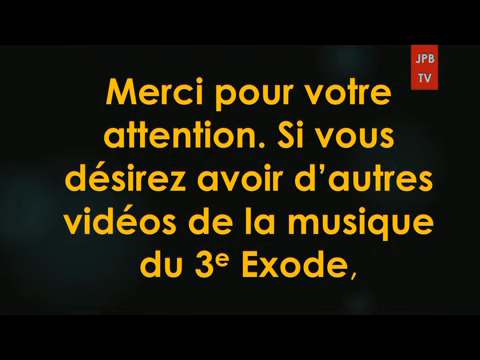 JPB
TV
Merci pour votre
attention. Si vous
désirez avoir d’autres
vidéos de la musique
du 3ᵉ Exode,